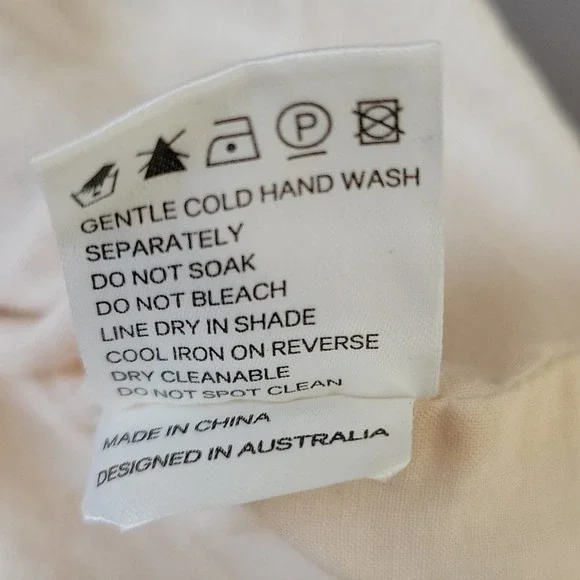 P
GENTLE COLD HAND WASH
SEPARATELY
DO NOT SOAK
DO NOT BLEACH
LINE DRY IN SHADE
COOL IRON ON REVERSE
DRY CLEANABLE
DO NOT SPOT CLEAN
MADE IN CHINA
DESIGNED IN AUSTRALIA